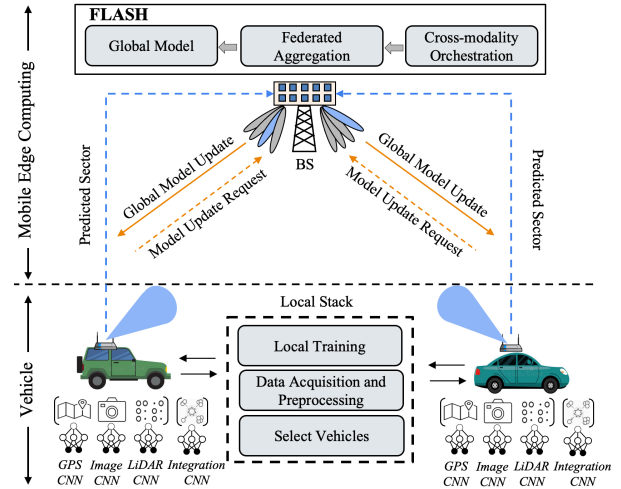 FLASH
Global Model
Federated
Aggregation
Cross-modality
Orchestration
Mobile Edge Computing
Predicted Sector
Global Model Update
Model Update Request
BS
Global Model Update
Model Update Request
Predicted Sector
Vehicle
Local Stack
Local Training
Data Acquisition and
Preprocessing
Select Vehicles
GPS
CNN
Image
CNN
LiDAR
CNN
Integration
CNN
GPS
CNN
Image
CNN
LiDAR
CNN
Integration
CNN